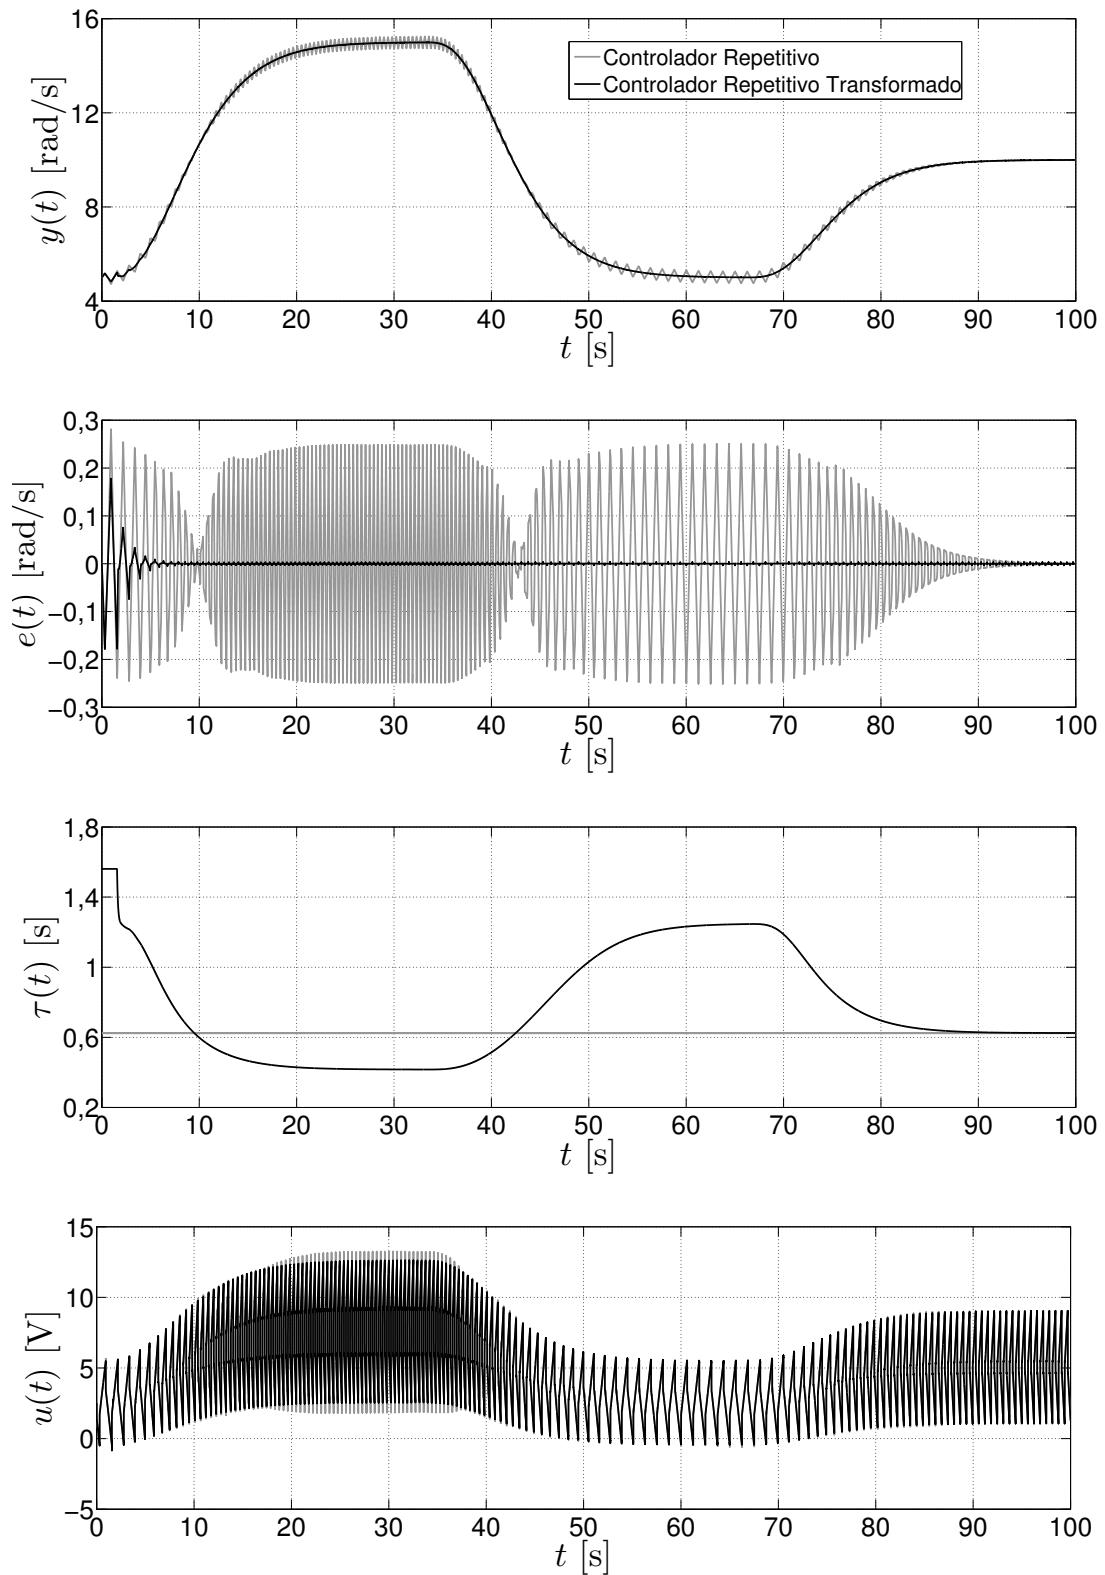 16
12
8
4
y(t) [rad/s]
Controlador Repetitivo
Controlador Repetitivo Transformado
0 10 20 30 40 50 60 70 80 90 100
t [s]
0,3
0,2
0,1
0
−0,1
−0,2
−0,3
e(t) [rad/s]
0 10 20 30 40 50 60 70 80 90 100
t [s]
1,8
1,4
1
0,6
0,2
τ(t) [s]
0 10 20 30 40 50 60 70 80 90 100
t [s]
15
10
5
0
−5
u(t) [V]
0 10 20 30 40 50 60 70 80 90 100
t [s]